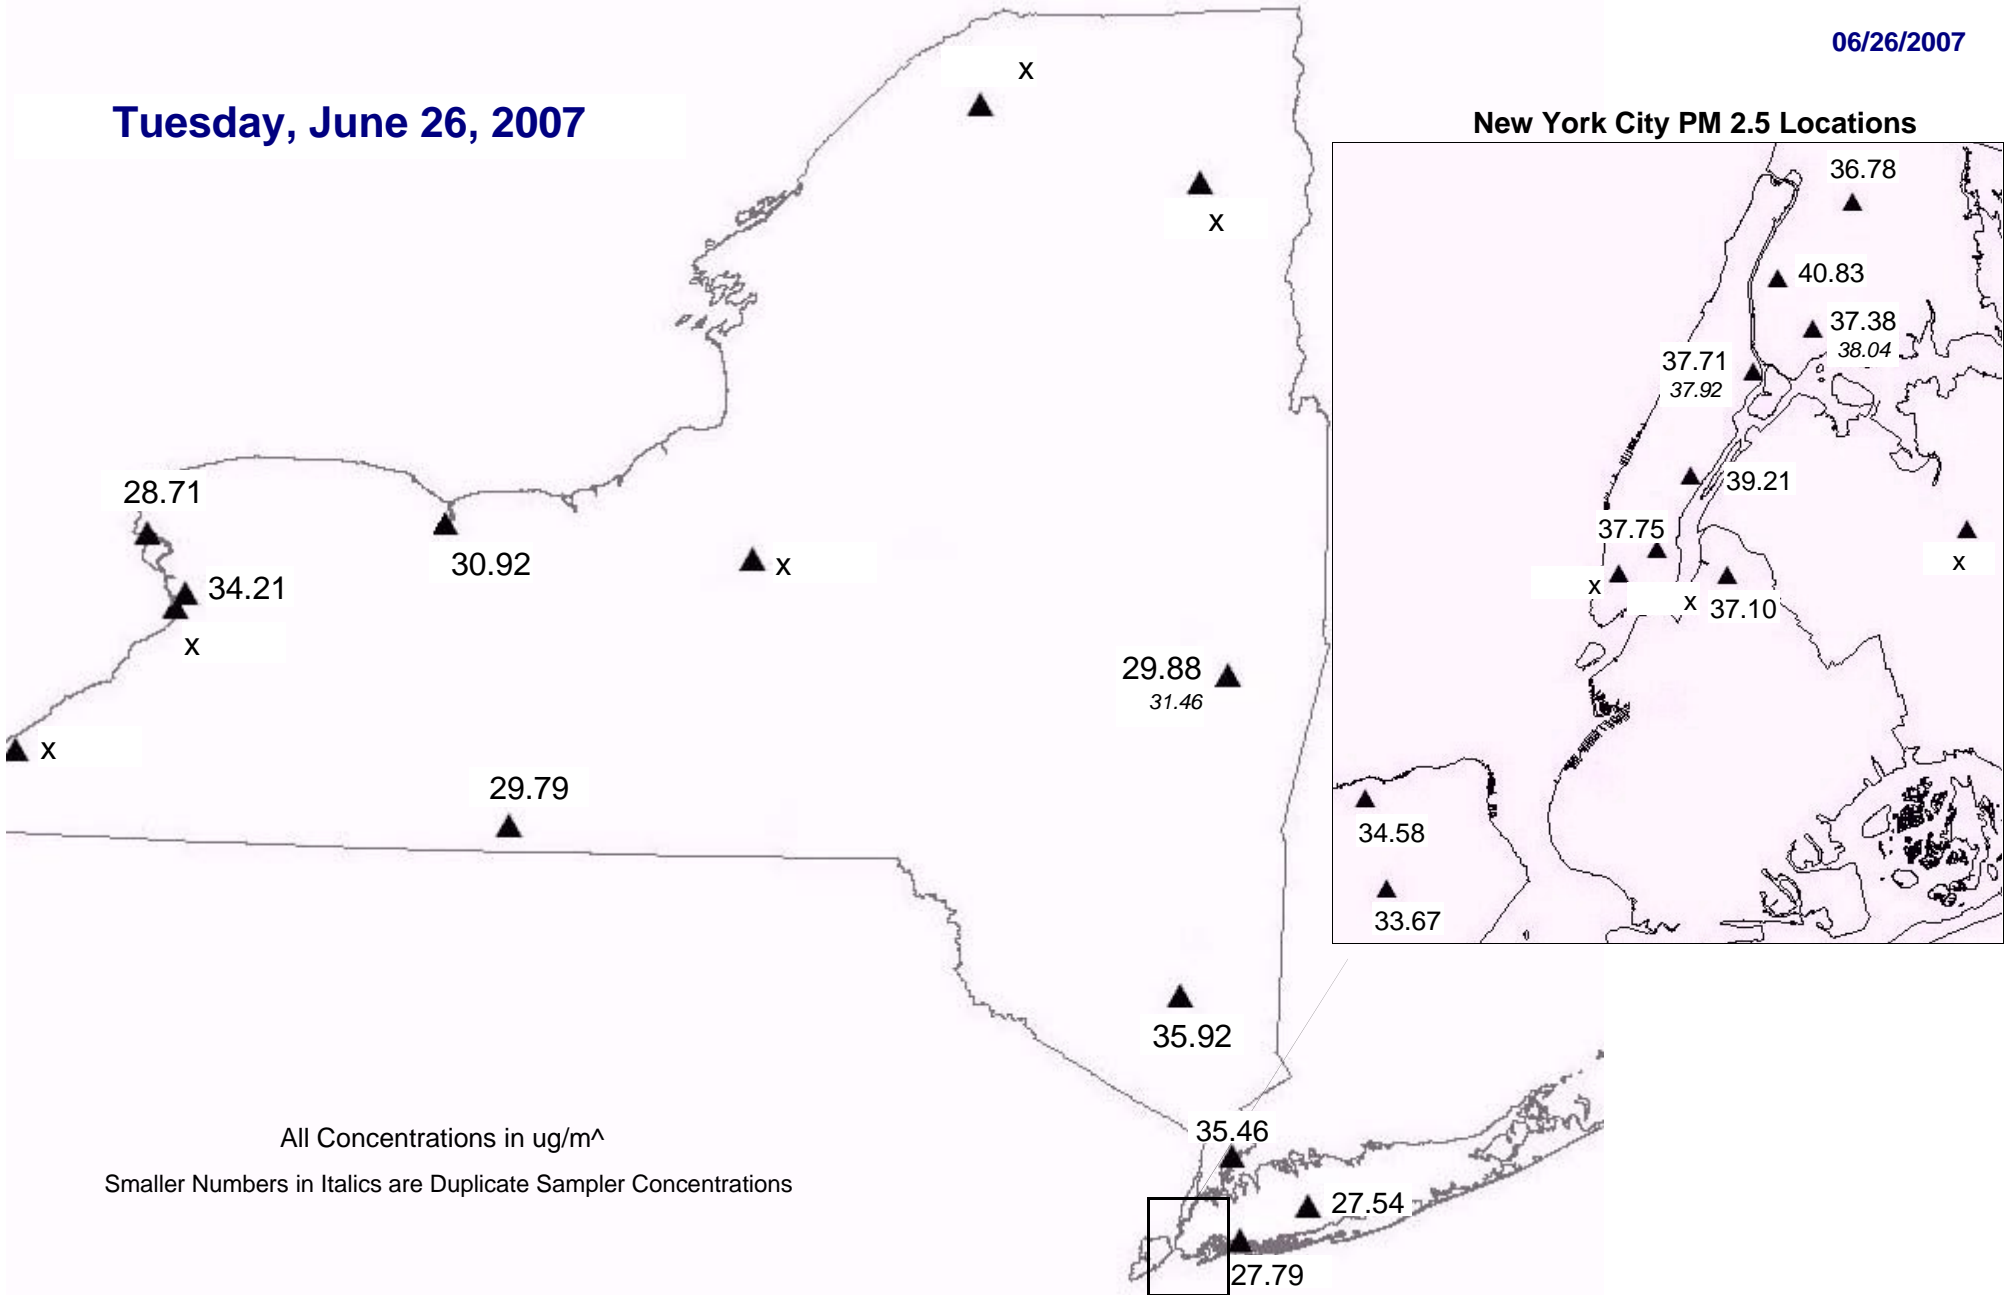 06/26/2007
Tuesday, June 26, 2007
x
x
28.71
34.21
x
30.92
x
x
29.88
31.46
29.79
35.92
35.46
27.54
27.79
All Concentrations in ug/m^
Smaller Numbers in Italics are Duplicate Sampler Concentrations
New York City PM 2.5 Locations
36.78
40.83
37.38
38.04
37.71
37.92
39.21
37.75
x
x
x
37.10
34.58
33.67